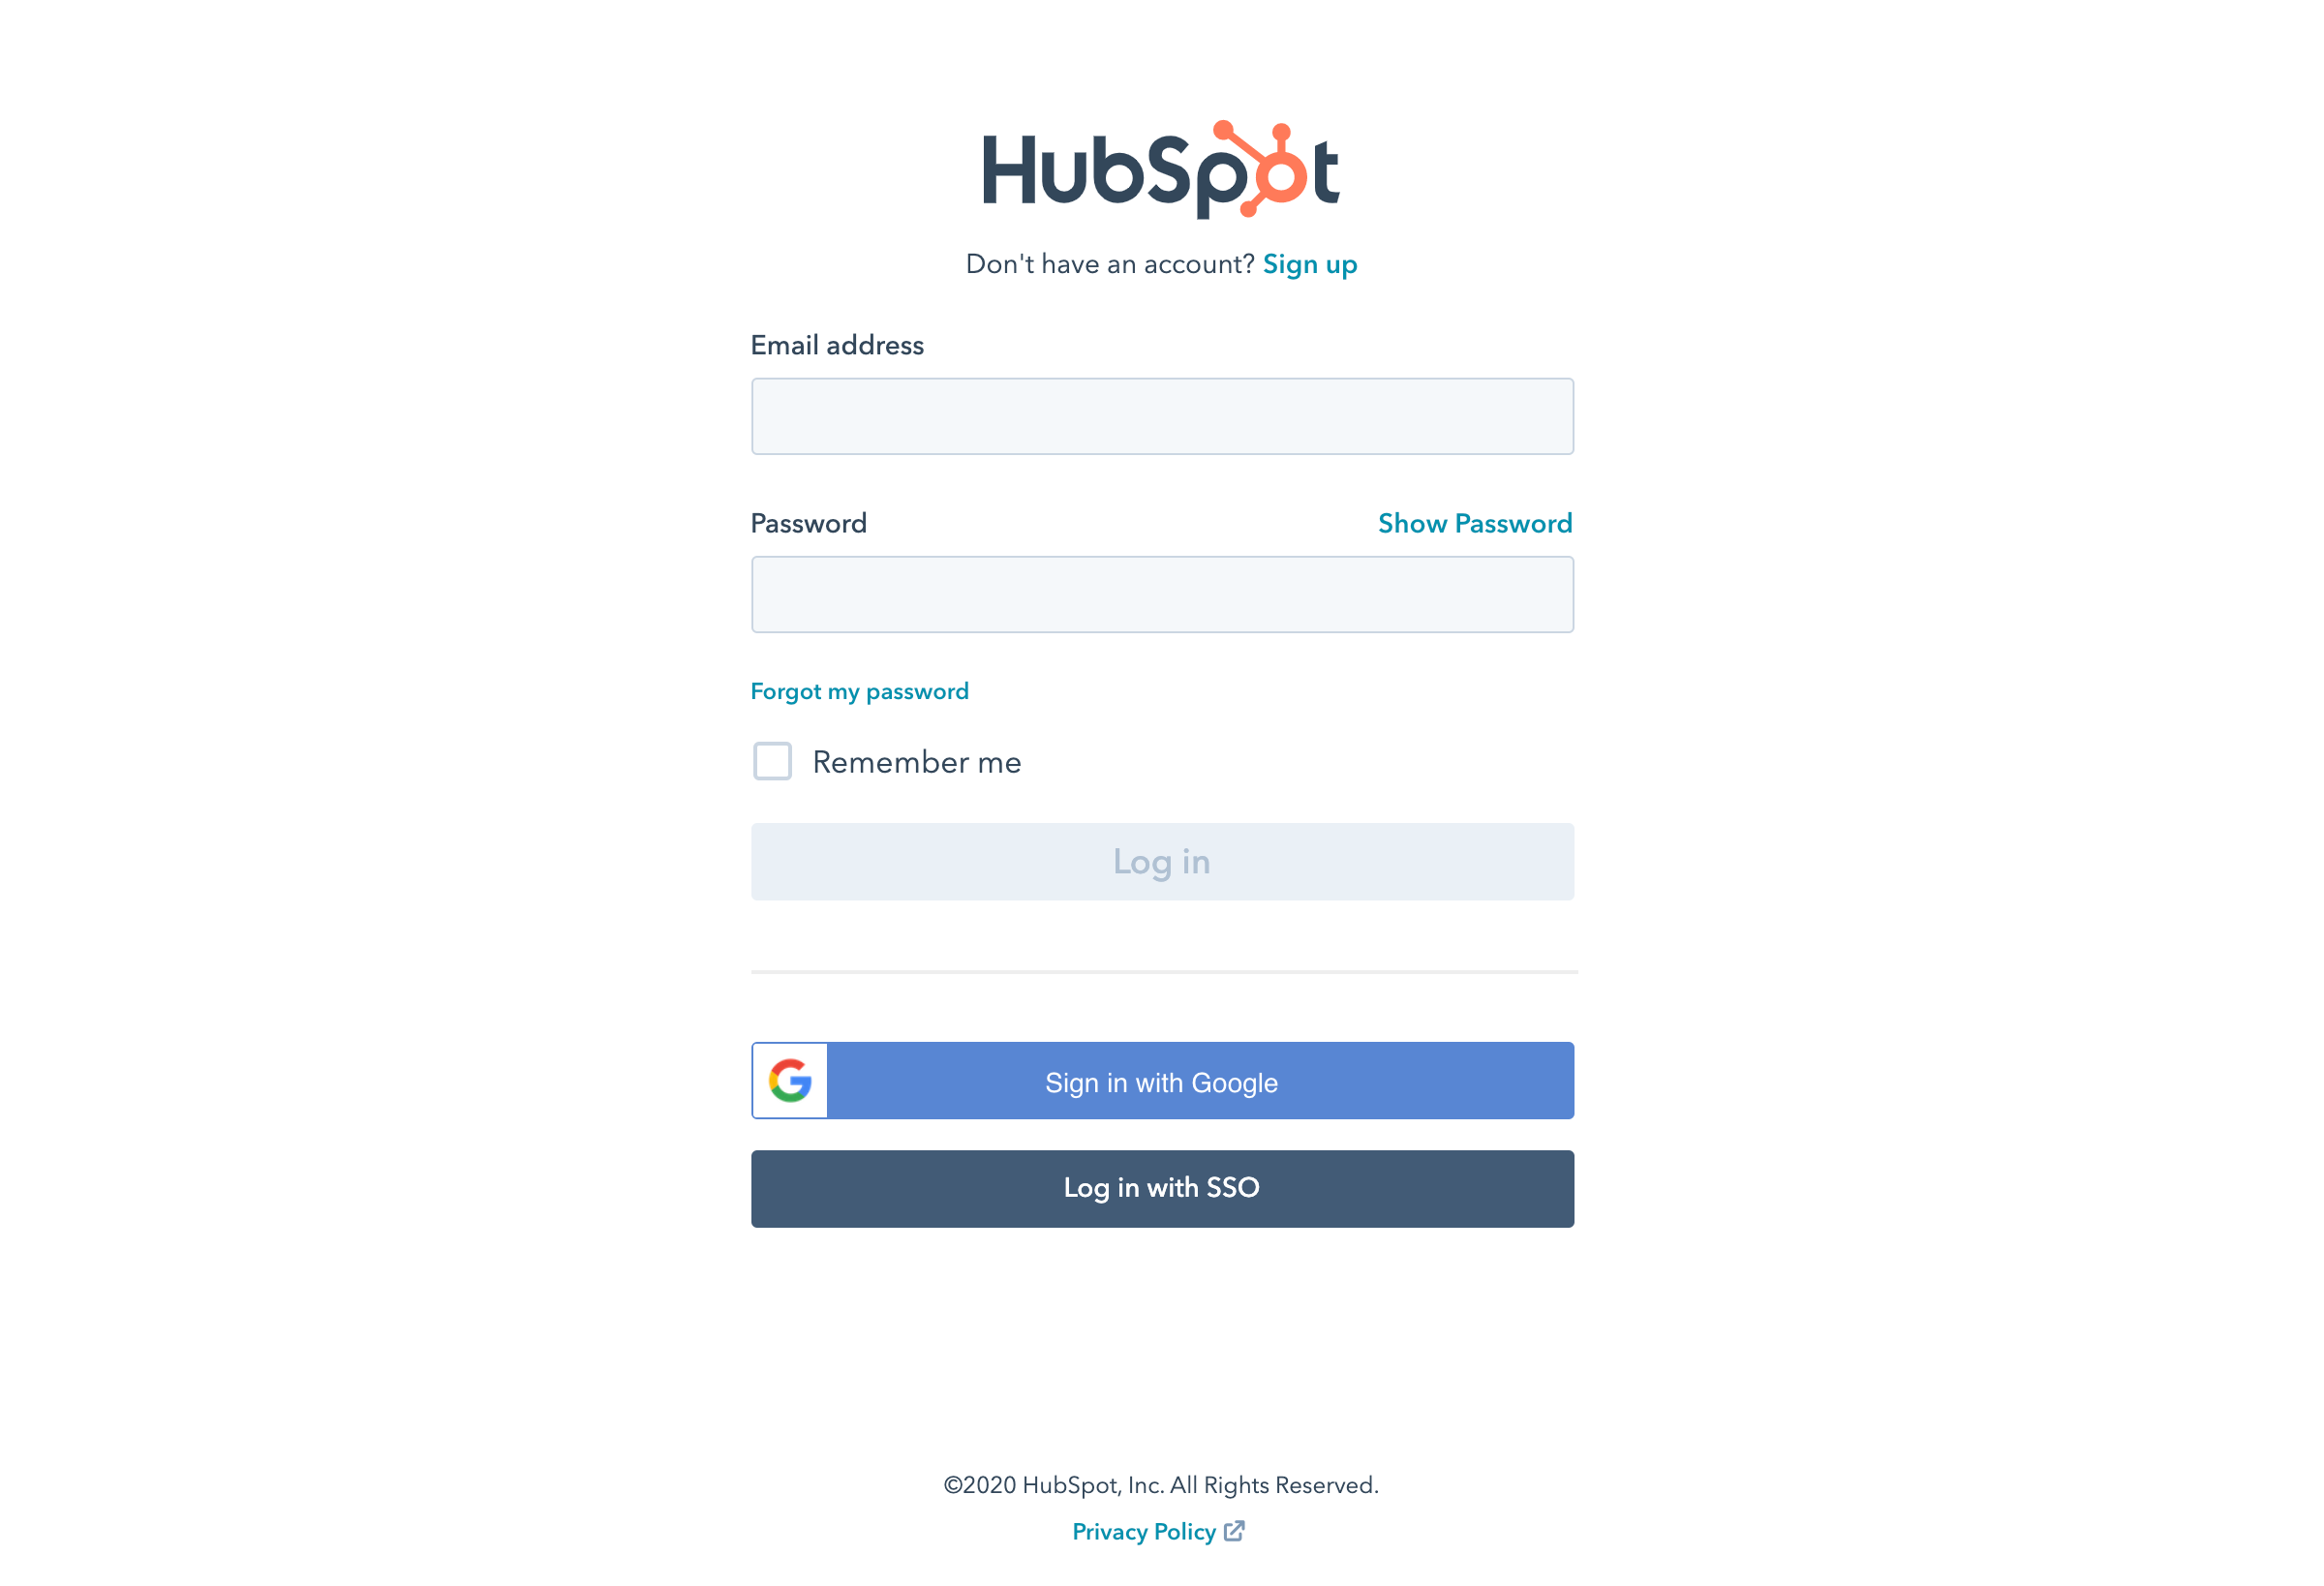 HubSpot
Don't have an account? Sign up
Email address
Password Show Password
Forgot my password
Remember me
Log in
Sign in with Google
Log in with SSO
©2020 HubSpot, Inc. All Rights Reserved.
Privacy Policy